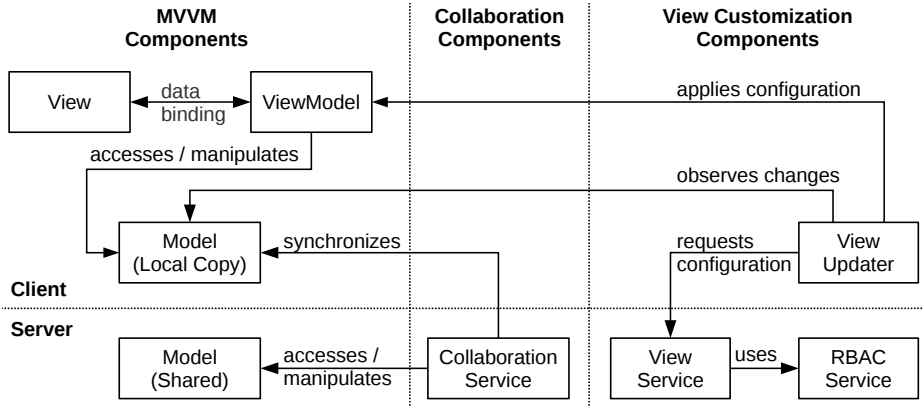 MVVM
Components
Collaboration
Components
View Customization
Components
View
data
binding
ViewModel
applies configuration
accesses / manipulates
observes changes
Model
(Local Copy)
synchronizes
requests
configuration
View
Updater
Client
Server
Model
(Shared)
accesses /
manipulates
Collaboration
Service
View
Service
uses
RBAC
Service